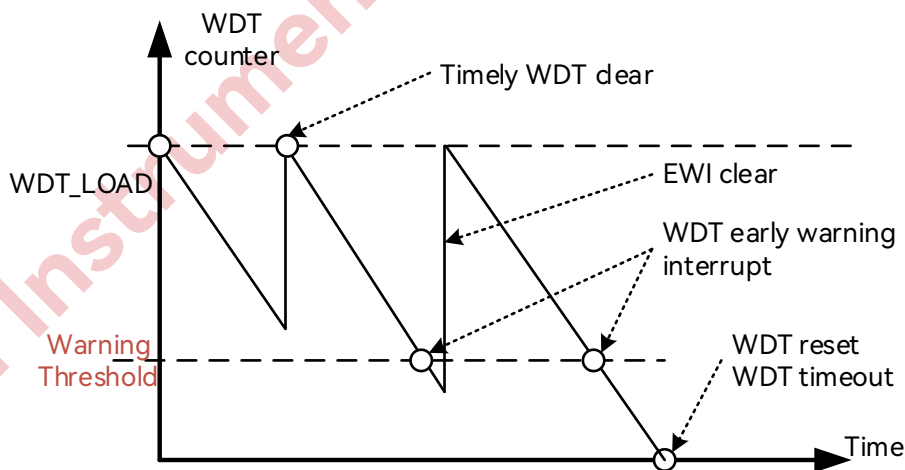 WDT
counter
Timely WDT clear
WDT_LOAD
EWI clear
WDT early warning
interrupt
Warning
Threshold
WDT reset
WDT timeout
Time
Instrumen